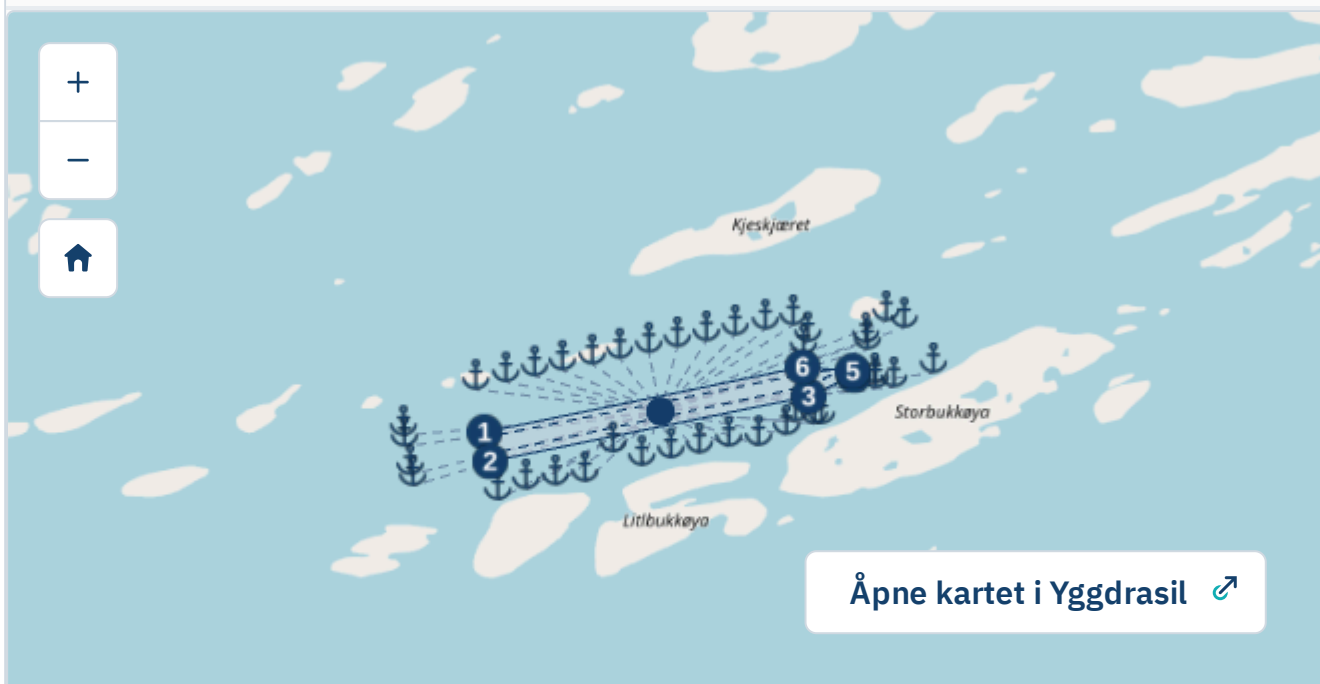 +
−
Kjeskjæret
6
5
3
1
2
Storbukkøya
Litlbukkøya
Åpne kartet i Yggdrasil